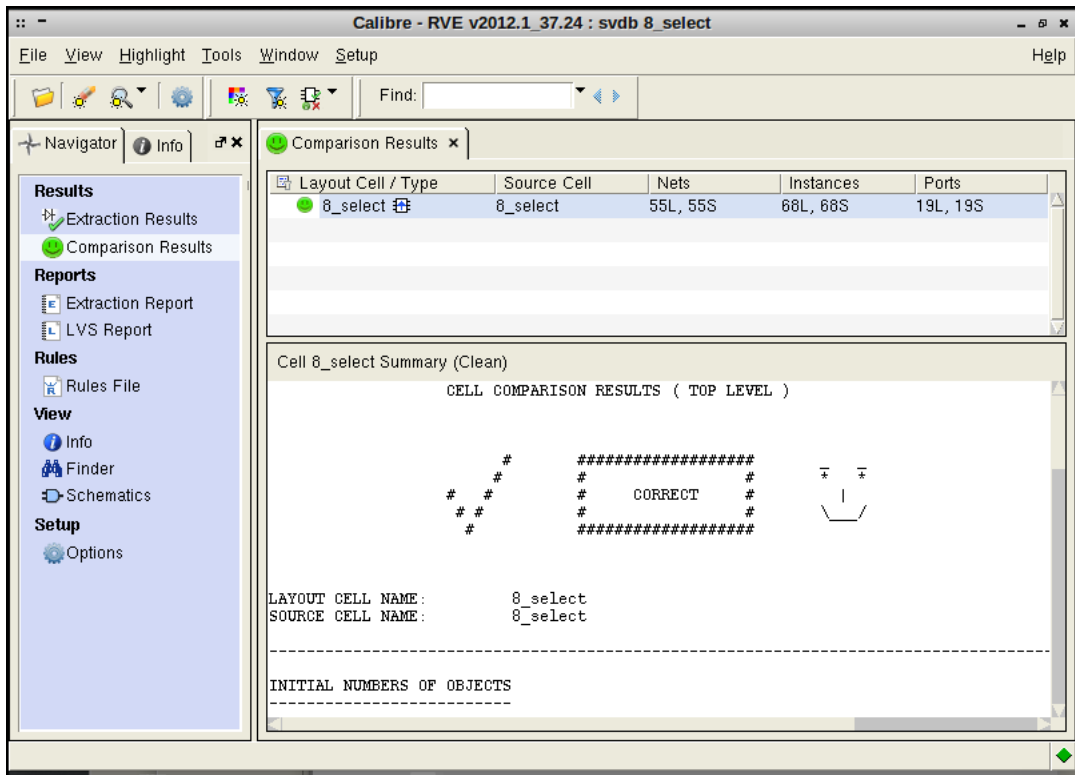 Calibre - RVE v2012.1_37.24 : svdb 8_select
File View Highlight Tools Window Setup Help
Find:
Navigator Info
Comparison Results
Results
Extraction Results
Comparison Results
Reports
Extraction Report
LVS Report
Rules
Rules File
View
Info
Finder
Schematics
Setup
Options
Layout Cell / Type Source Cell Nets Instances Ports
8_select 8_select 55L, 55S 68L, 68S 19L, 19S
Cell 8_select Summary (Clean)
CELL COMPARISON RESULTS ( TOP LEVEL )
# ###################
# # #
# # # CORRECT #
# # # #
# ###################
LAYOUT CELL NAME: 8_select
SOURCE CELL NAME: 8_select
INITIAL NUMBERS OF OBJECTS